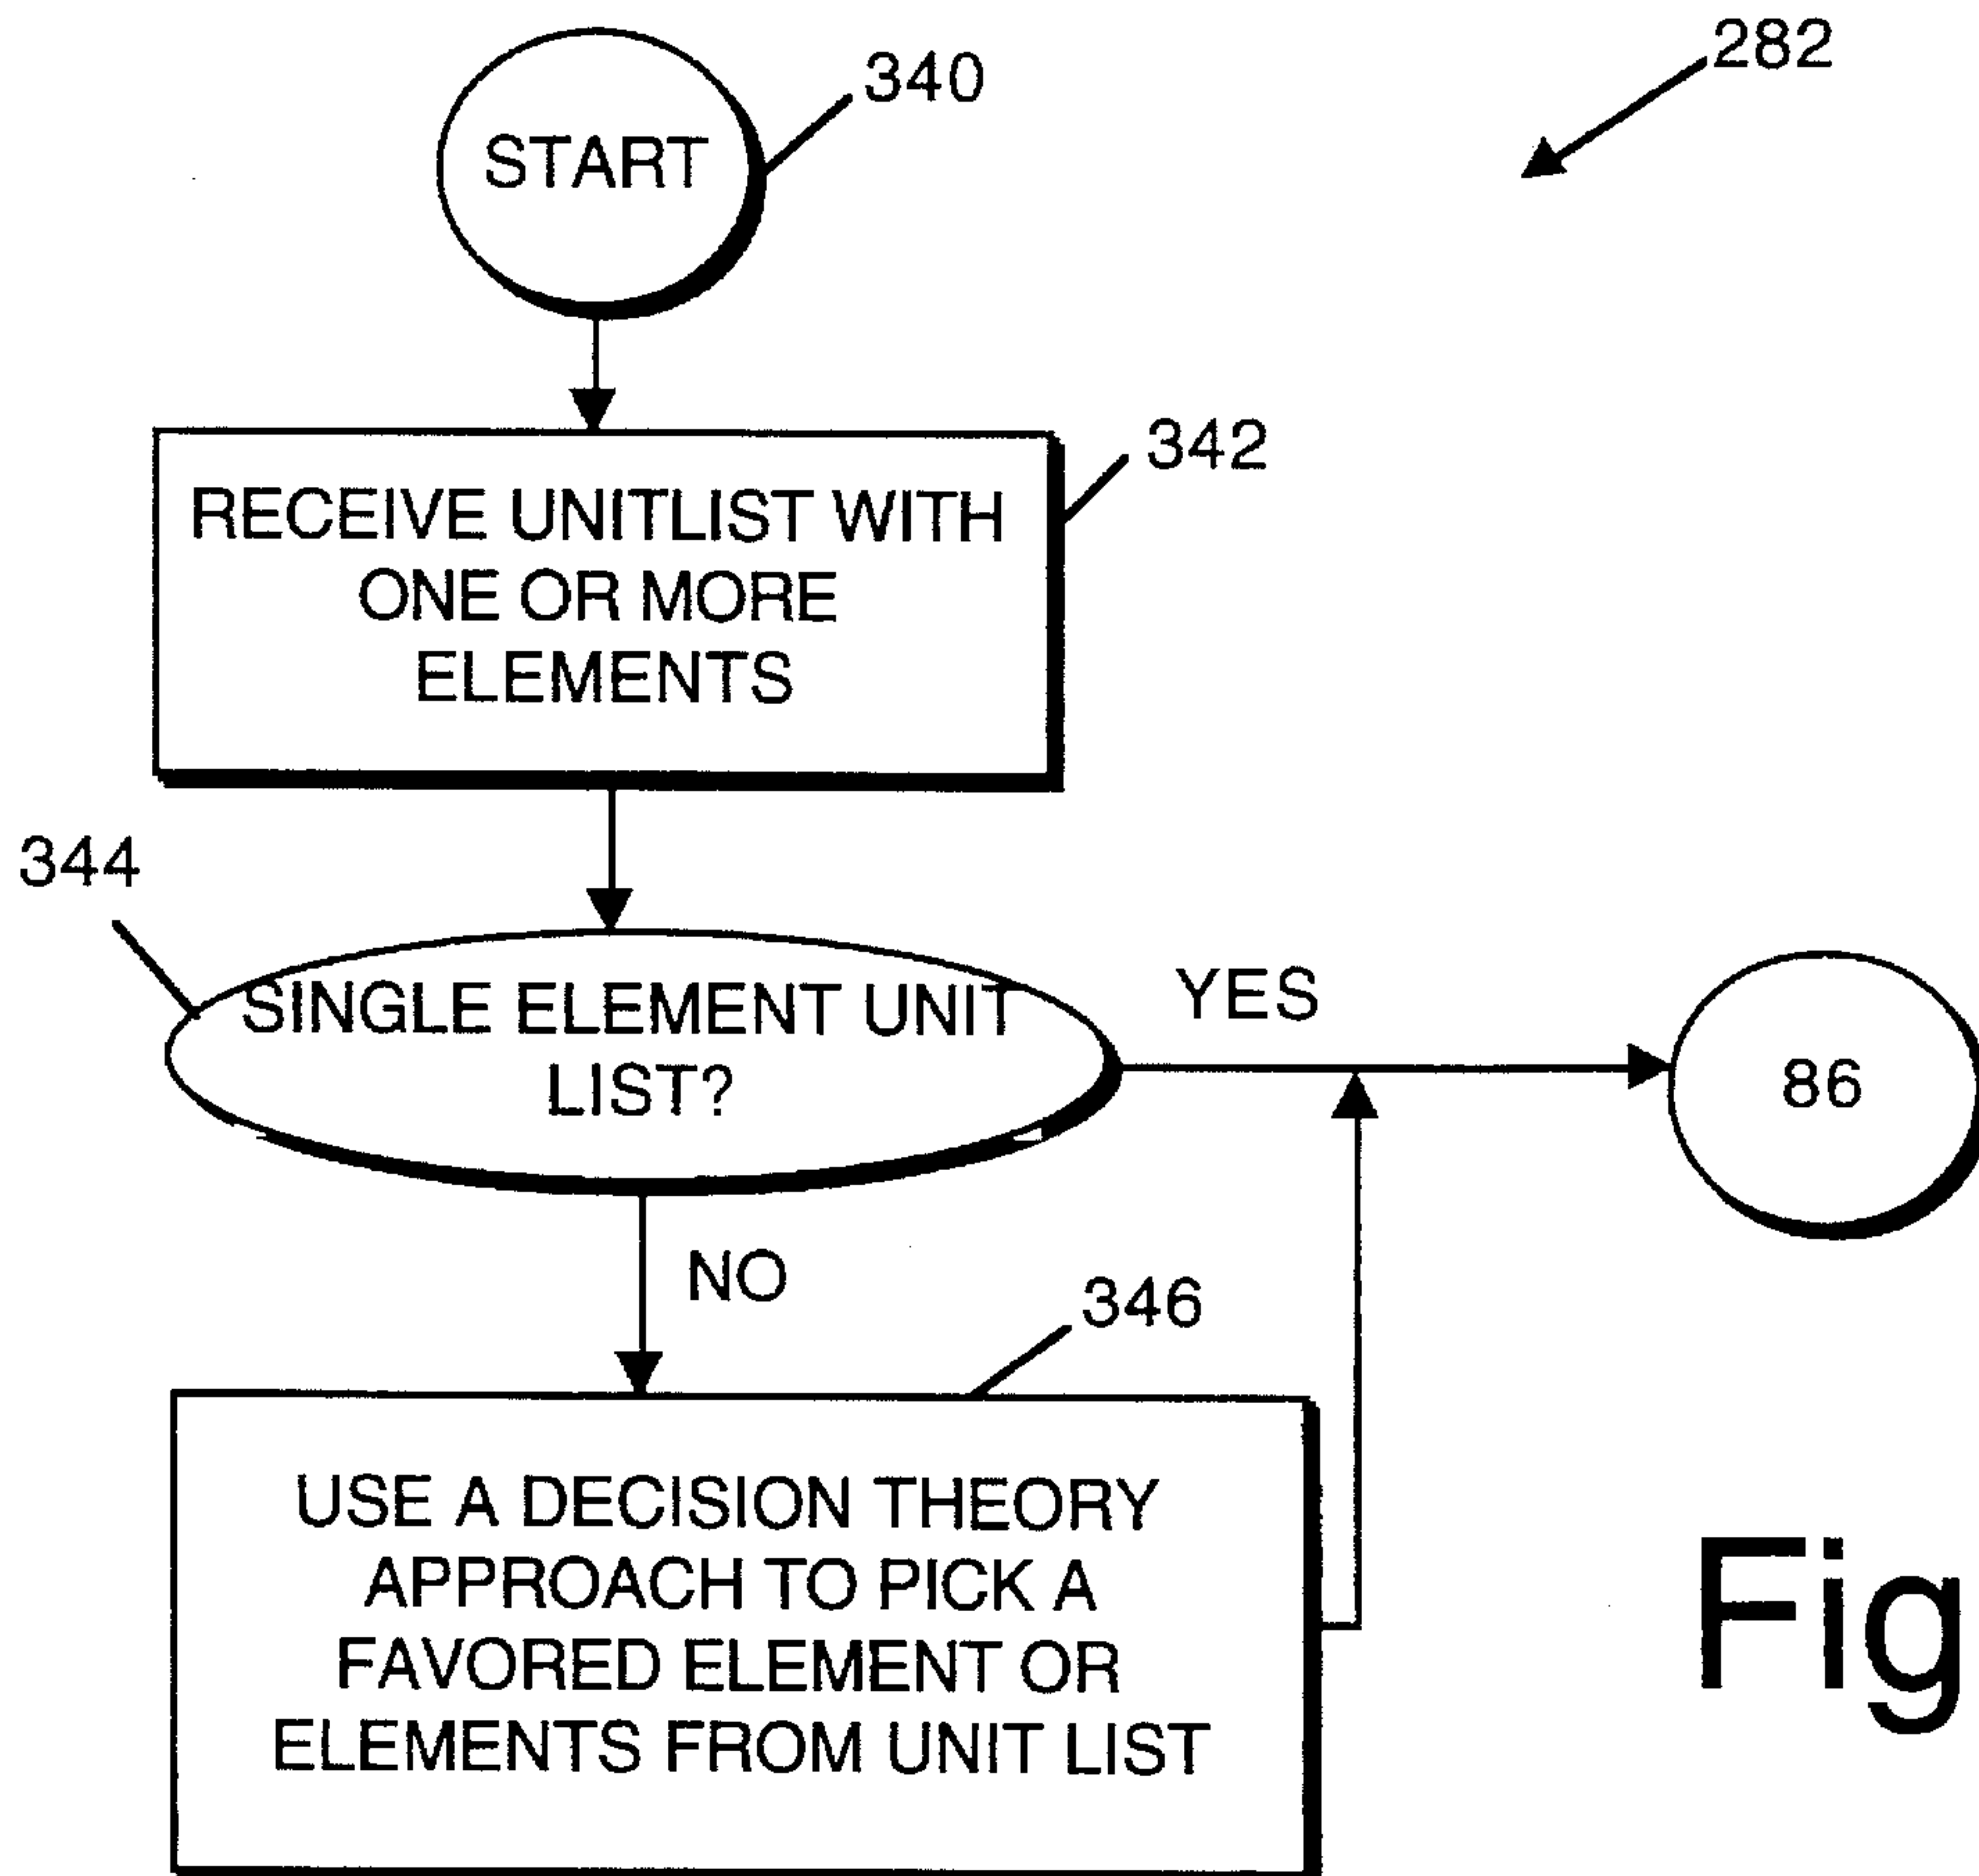 282
340
START
342
RECEIVE UNITLIST WITH
ONE OR MORE
ELEMENTS
344
SINGLE ELEMENT UNIT
LIST?
YES
86
NO
346
USE A DECISION THEORY
APPROACH TO PICK A
FAVORED ELEMENT OR
ELEMENTS FROM UNIT LIST
Fig